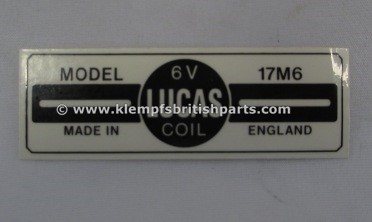 MODEL 6V 17M6
© www.klempfsbritishparts.com
LUCAS
MADE IN COIL ENGLAND